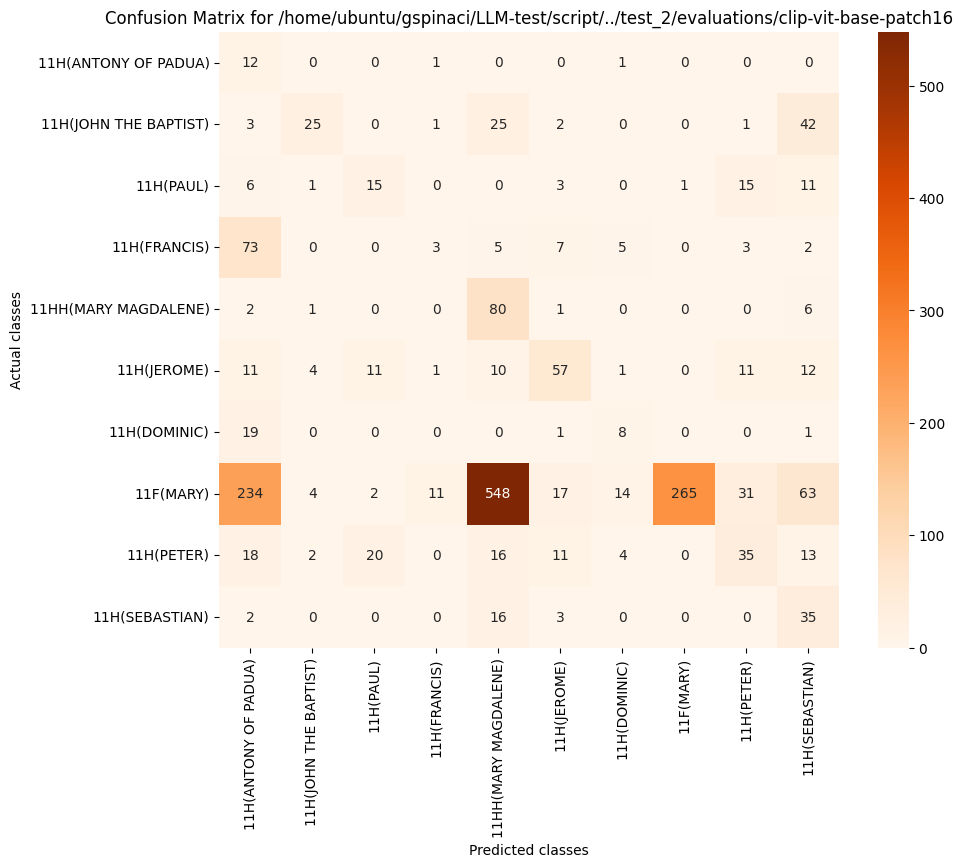 Confusion Matrix for /home/ubuntu/gspinaci/LLM-test/script/../test_2/evaluations/clip-vit-base-patch16
11H(ANTONY OF PADUA) 12 0 0 1 0 0 1 0 0 0
11H(JOHN THE BAPTIST) 3 25 0 1 25 2 0 0 1 42
11H(PAUL) 6 1 15 0 0 3 0 1 15 11
11H(FRANCIS) 73 0 0 3 5 7 5 0 3 2
11HH(MARY MAGDALENE) 2 1 0 0 80 1 0 0 0 6
11H(JEROME) 11 4 11 1 10 57 1 0 11 12
11H(DOMINIC) 19 0 0 0 0 1 8 0 0 1
11F(MARY) 234 4 2 11 548 17 14 265 31 63
11H(PETER) 18 2 20 0 16 11 4 0 35 13
11H(SEBASTIAN) 2 0 0 0 16 3 0 0 0 35
Actual classes
11H(ANTONY OF PADUA)
11H(JOHN THE BAPTIST)
11H(PAUL)
11H(FRANCIS)
11HH(MARY MAGDALENE)
11H(JEROME)
11H(DOMINIC)
11F(MARY)
11H(PETER)
11H(SEBASTIAN)
Predicted classes
500
400
300
200
100
0